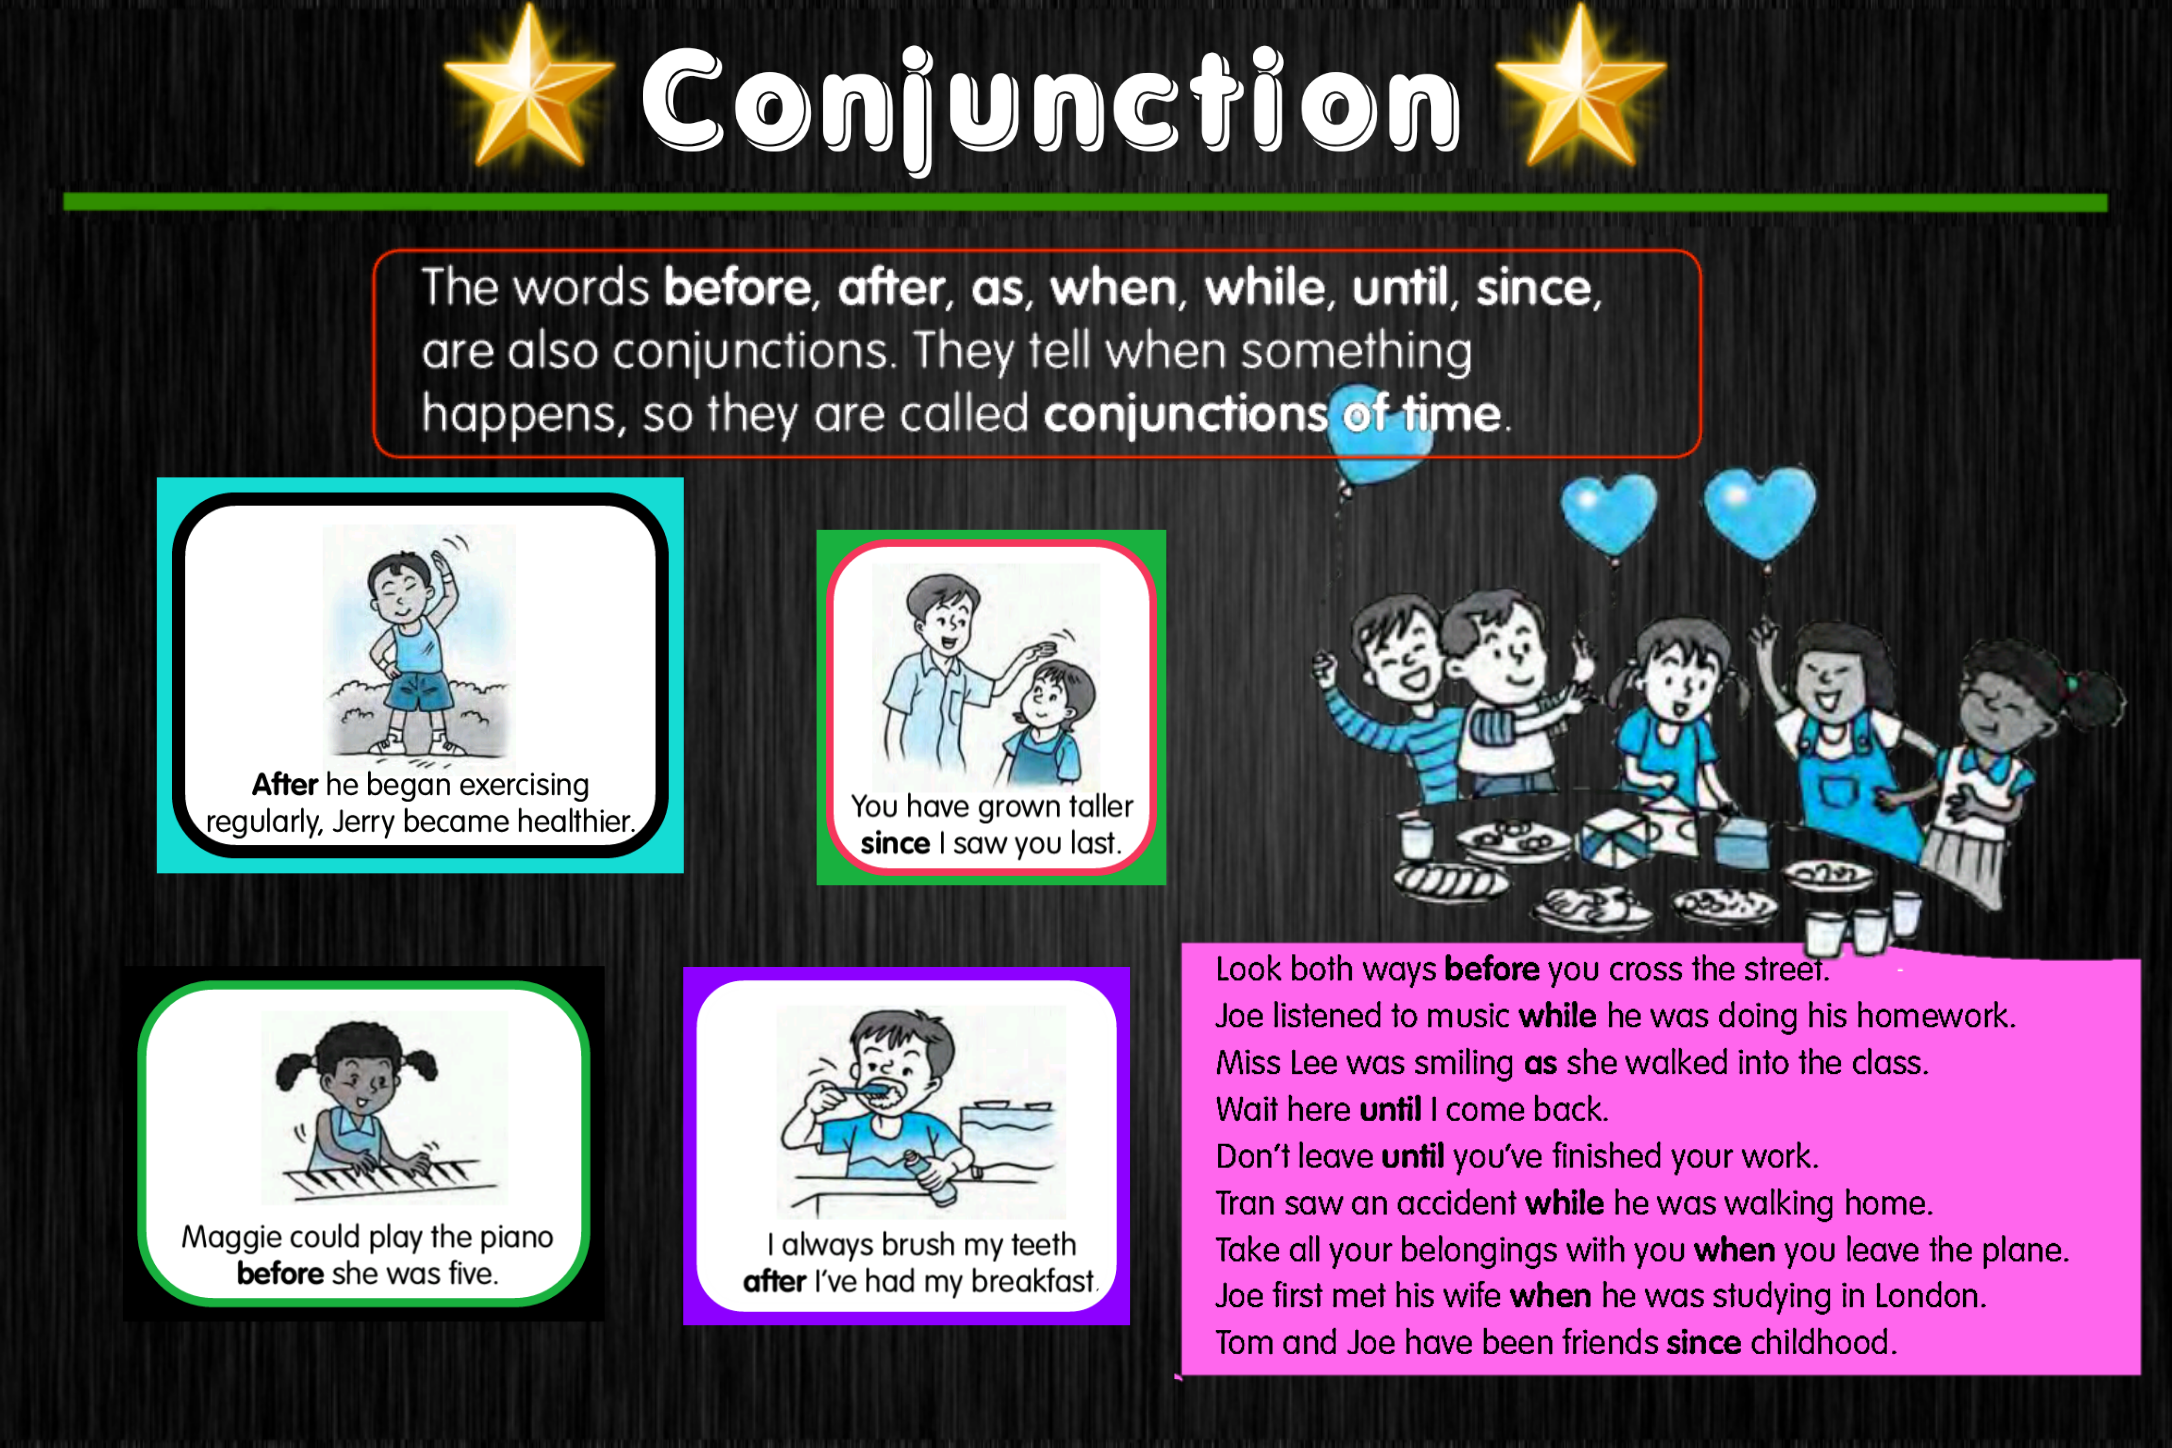 Conjunction
The words before, after, as, when, while, until, since,
are also conjunctions. They tell when something
happens, so they are called conjunctions of time.
After he began exercising
regularly, Jerry became healthier.
You have grown taller
since I saw you last.
Maggie could play the piano
before she was five.
I always brush my teeth
after I've had my breakfast.
Look both ways before you cross the street.
Joe listened to music while he was doing his homework.
Miss Lee was smiling as she walked into the class.
Wait here until I come back.
Don't leave until you've finished your work.
Tran saw an accident while he was walking home.
Take all your belongings with you when you leave the plane.
Joe first met his wife when he was studying in London.
Tom and Joe have been friends since childhood.